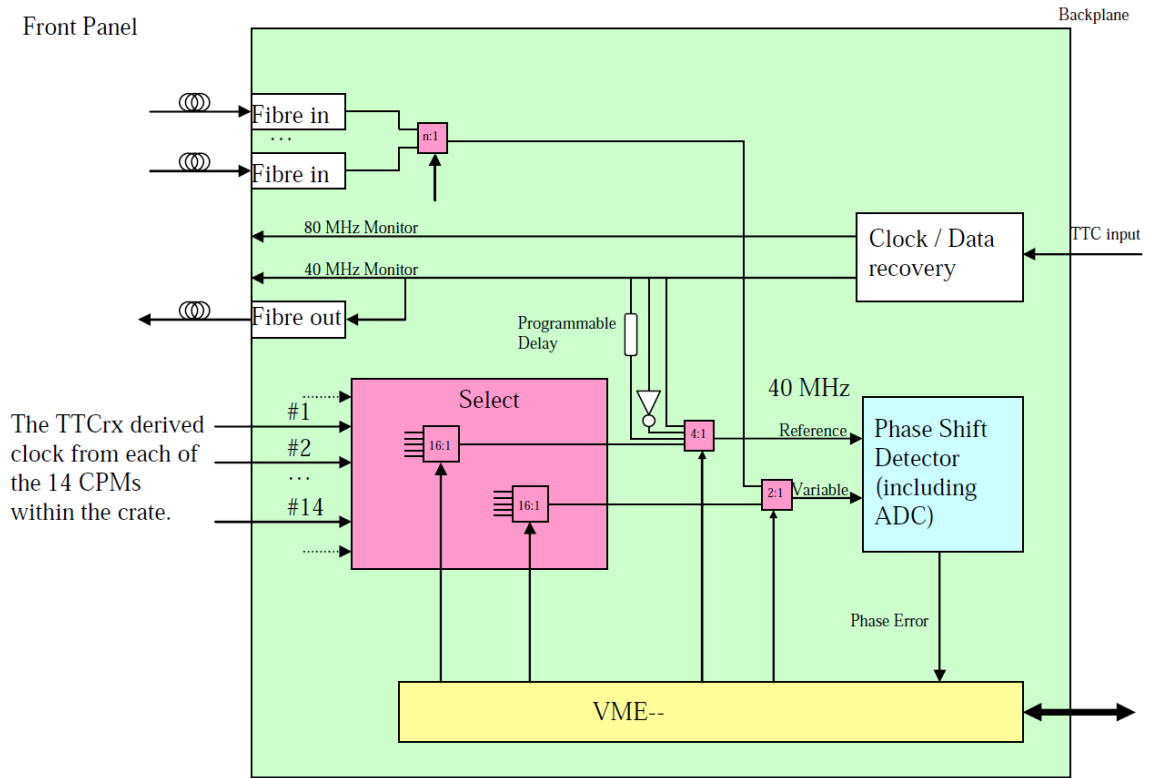 Front Panel
Backplane
Fibre in
...
Fibre in
n:1
80 MHz Monitor
40 MHz Monitor
Clock / Data
recovery
TTC input
Fibre out
Programmable
Delay
40 MHz
Select
The TTCrx derived
clock from each of
the 14 CPMs
within the crate.
#1
#2
...
#14
16:1
16:1
4:1
2:1
Reference
Variable
Phase Shift
Detector
(including
ADC)
Phase Error
VME--